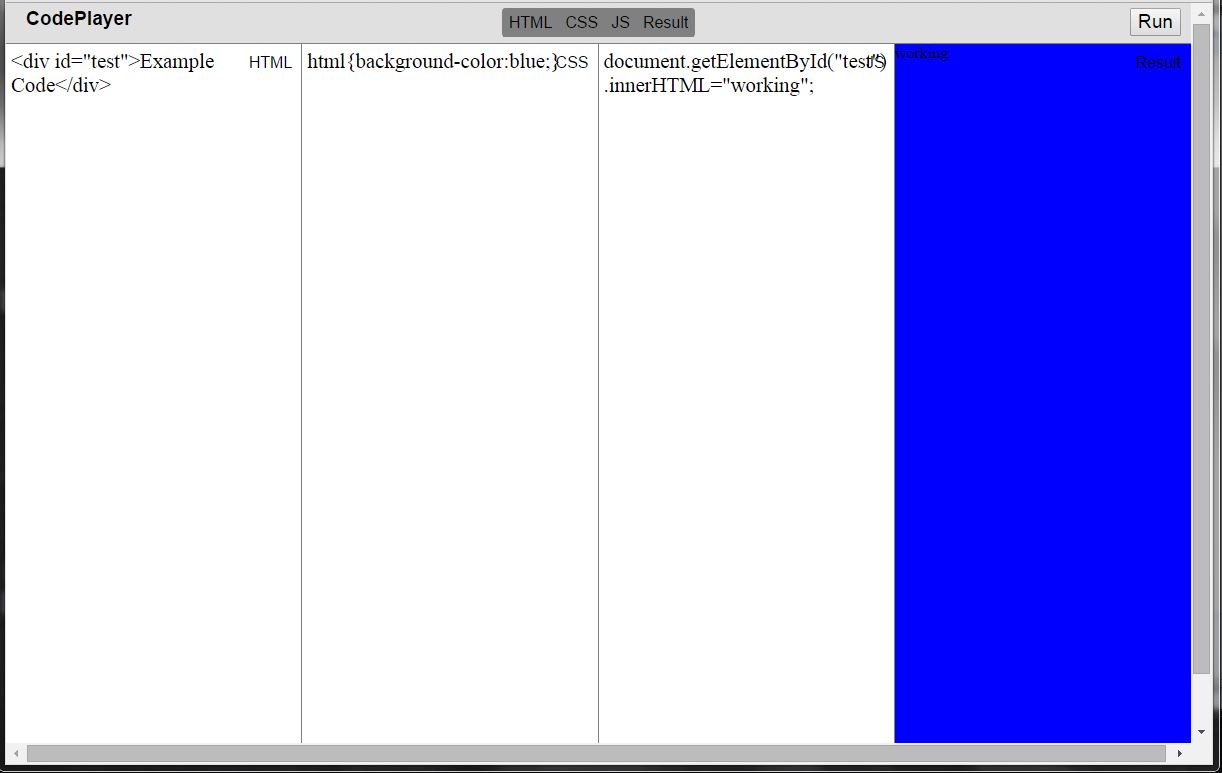 CodePlayer
HTML CSS JS Result
Run
<div id="test">Example
Code</div>
HTML
html{background-color:blue;}
CSS
document.getElementById("test")
.innerHTML="working";
JS
working
Result